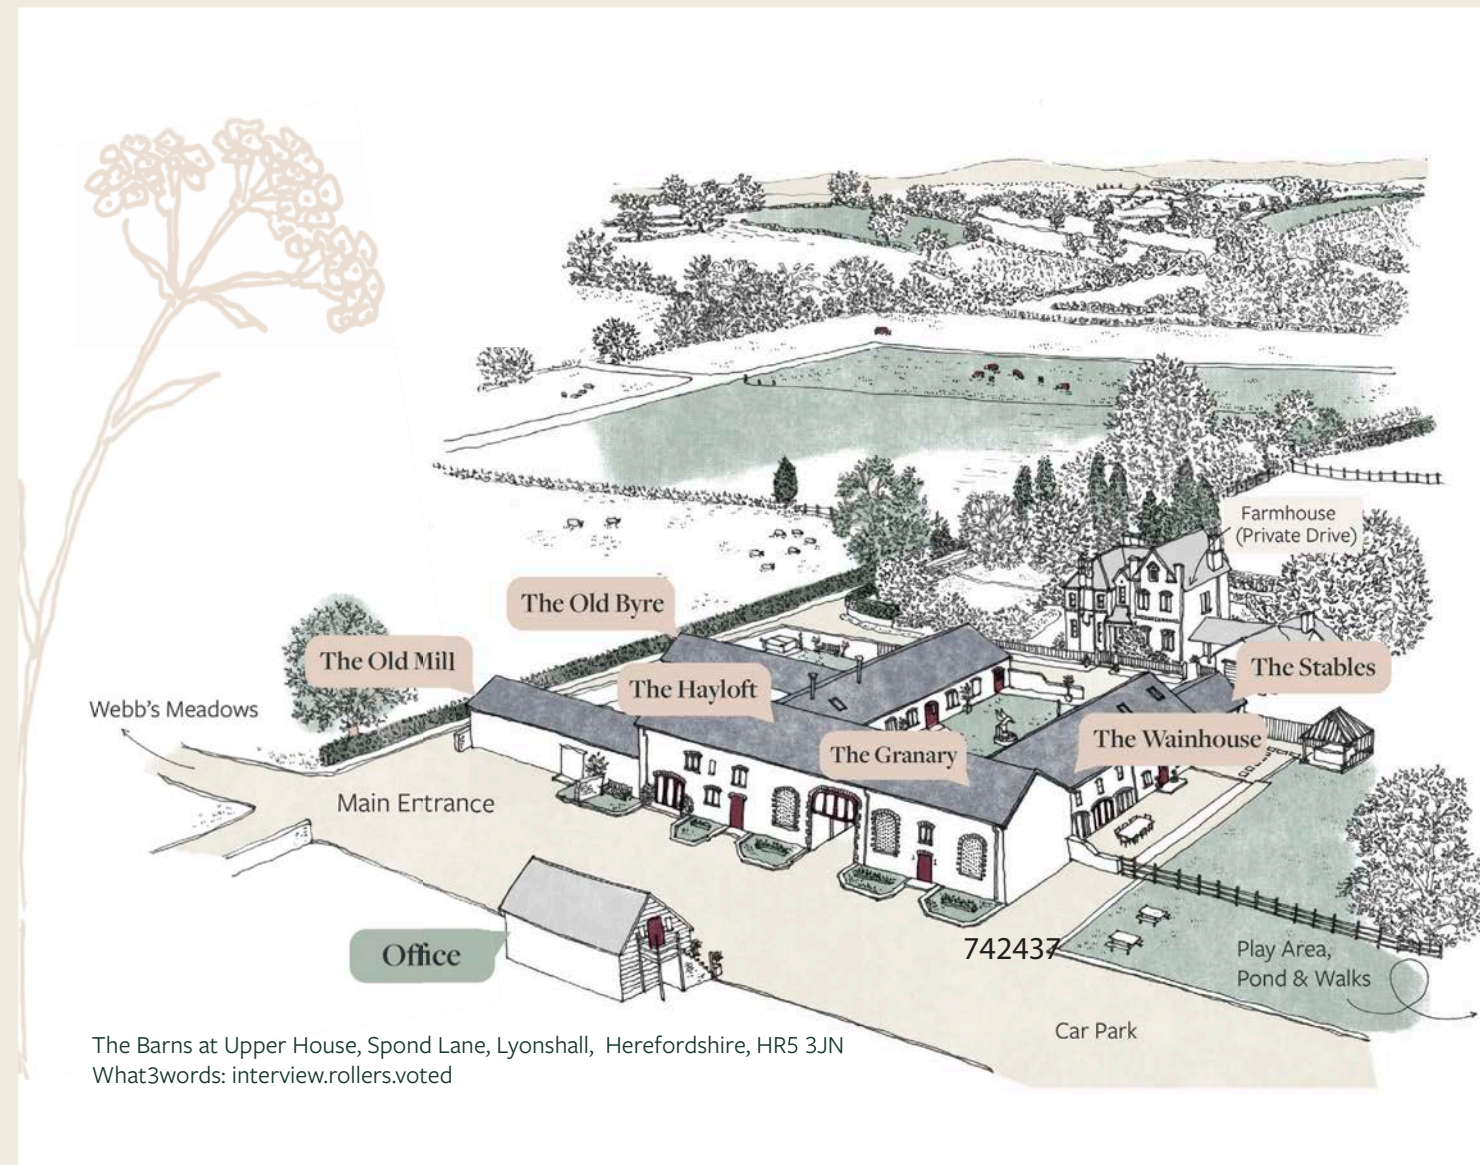 Farmhouse
(Private Drive)
The Old Byre
The Old Mill
The Stables
The Hayloft
Webb's Meadows
The Wainhouse
The Granary
Main Ertrance
742437
Office
Play Area,
Pond & Walks
Car Park
The Barns at Upper House, Spond Lane, Lyonshall, Herefordshire, HR5 3JN
What3words: interview.rollers.voted